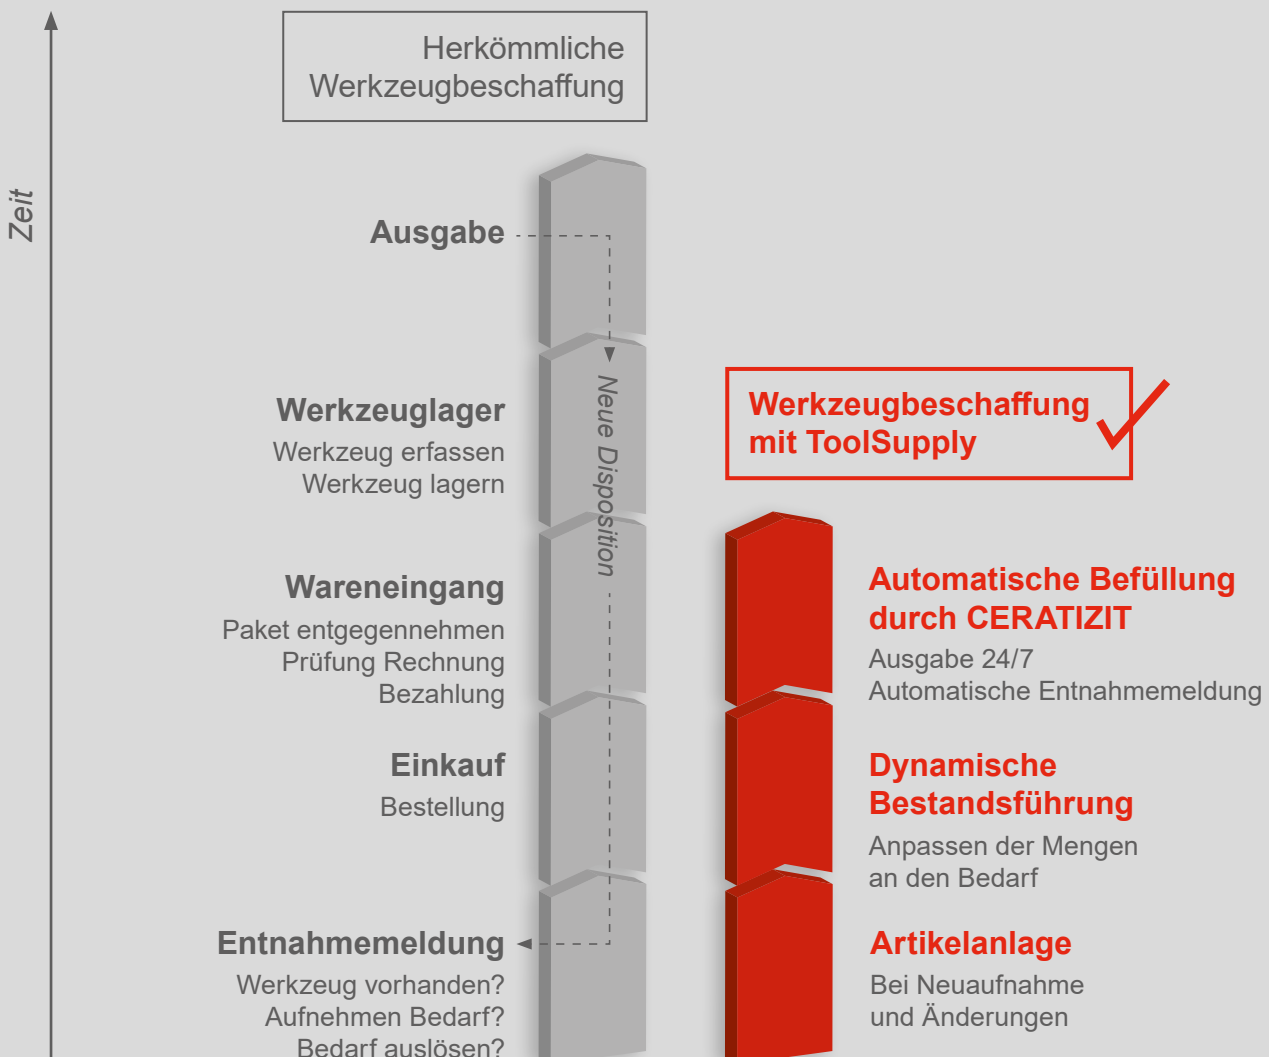 Zeit
Herkömmliche
Werkzeugbeschaffung
Ausgabe
Werkzeuglager
Werkzeug erfassen
Werkzeug lagern
Neue Disposition
Wareneingang
Paket entgegennehmen
Prüfung Rechnung
Bezahlung
Einkauf
Bestellung
Entnahmemeldung
Werkzeug vorhanden?
Aufnehmen Bedarf?
Bedarf auslösen?
Werkzeugbeschaffung
mit ToolSupply
Automatische Befüllung
durch CERATIZIT
Ausgabe 24/7
Automatische Entnahmemeldung
Dynamische
Bestandsführung
Anpassen der Mengen
an den Bedarf
Artikelanlage
Bei Neuaufnahme
und Änderungen